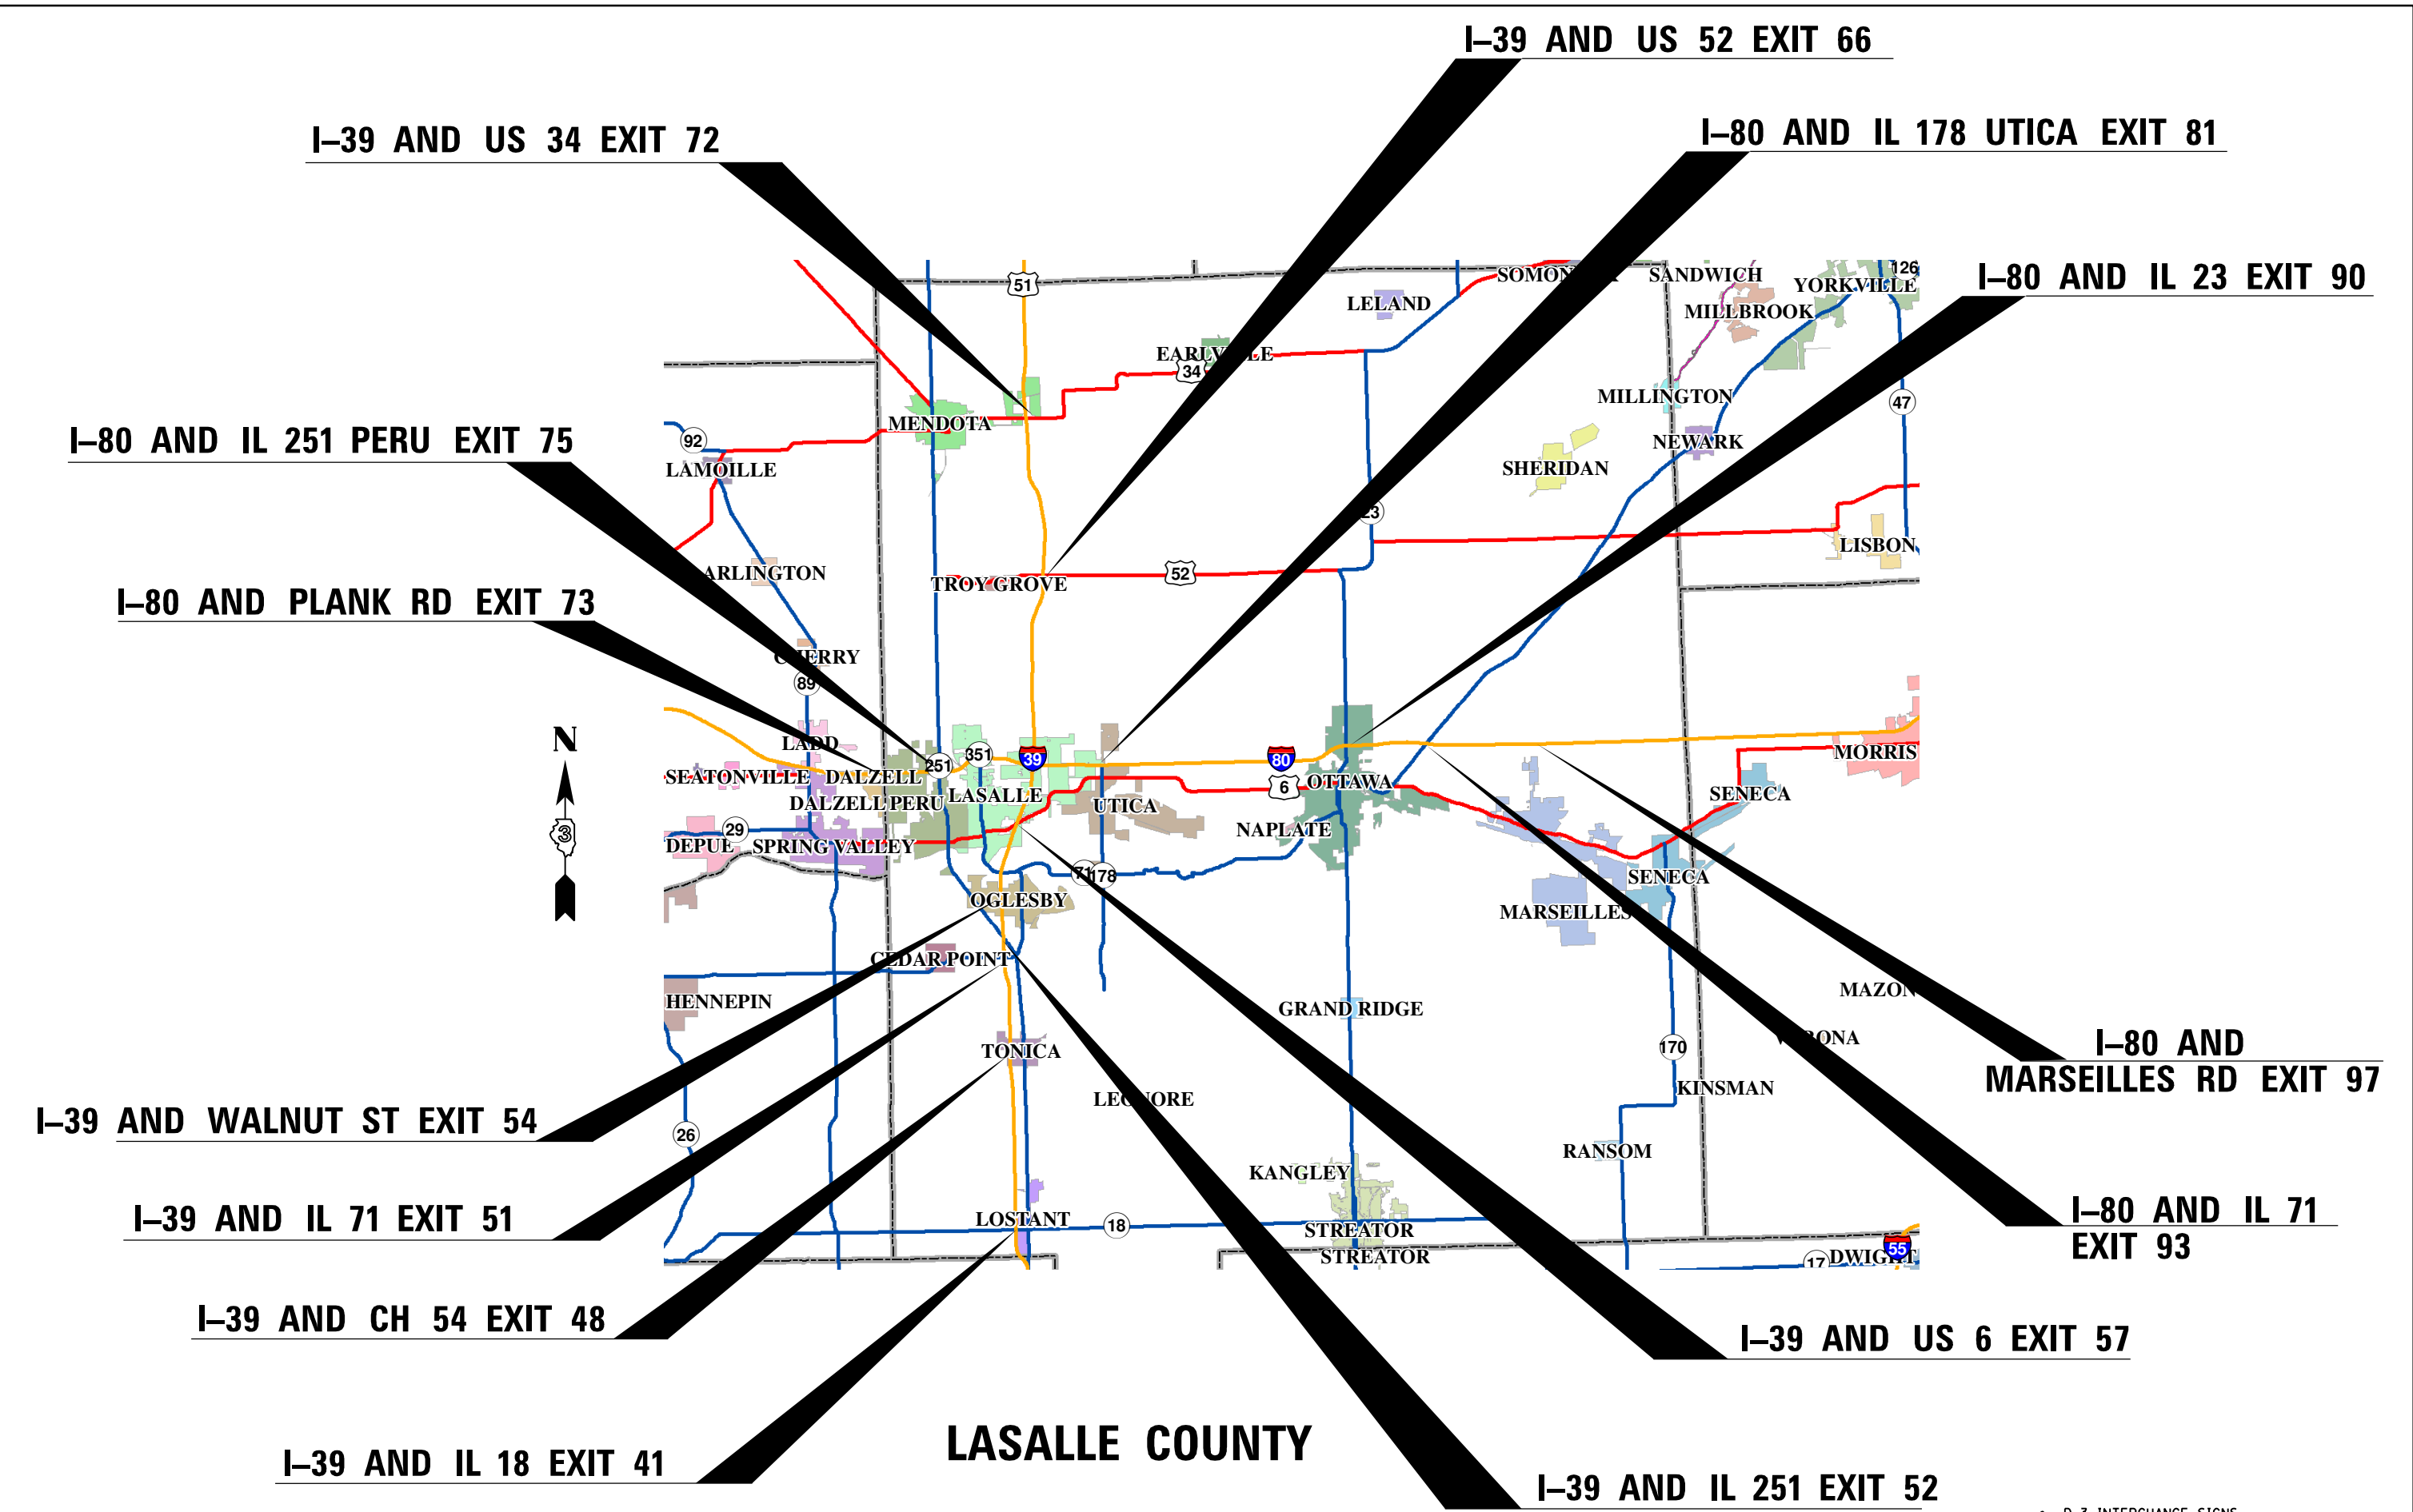 I–39 AND US 52 EXIT 66
I–39 AND US 34 EXIT 72
I–80 AND IL 178 UTICA EXIT 81
I–80 AND IL 23 EXIT 90
I–80 AND IL 251 PERU EXIT 75
I–80 AND PLANK RD EXIT 73
51
SANDWICH
126
YORKVILLE
LELAND
MILLBROOK
34
MENDOTA
MILLINGTON
47
92
LAMOILLE
SHERIDAN
NEWARK
LISBON
ARLINGTON
TROY GROVE
52
89
N
3
LADD
251
351
39
80
MORRIS
SEATONVILLE
DALZELL
OTTAWA
6
SENECA
DALZELL
PERU
LASALLE
UTICA
29
NAPLATE
DEPUE
SPRING VALLEY
71
178
SENECA
OGLESBY
MARSEILLES
CEDAR POINT
HENNEPIN
GRAND RIDGE
MAZON
TONICA
170
KINSMAN
26
RANSOM
KANGLEY
LOSTANT
18
STREATOR
STREATOR
17
DWIGHT
55
I–80 AND
MARSEILLES RD EXIT 97
I–39 AND WALNUT ST EXIT 54
I–39 AND IL 71 EXIT 51
I–80 AND IL 71
EXIT 93
I–39 AND CH 54 EXIT 48
I–39 AND US 6 EXIT 57
LASALLE COUNTY
I–39 AND IL 18 EXIT 41
I–39 AND IL 251 EXIT 52